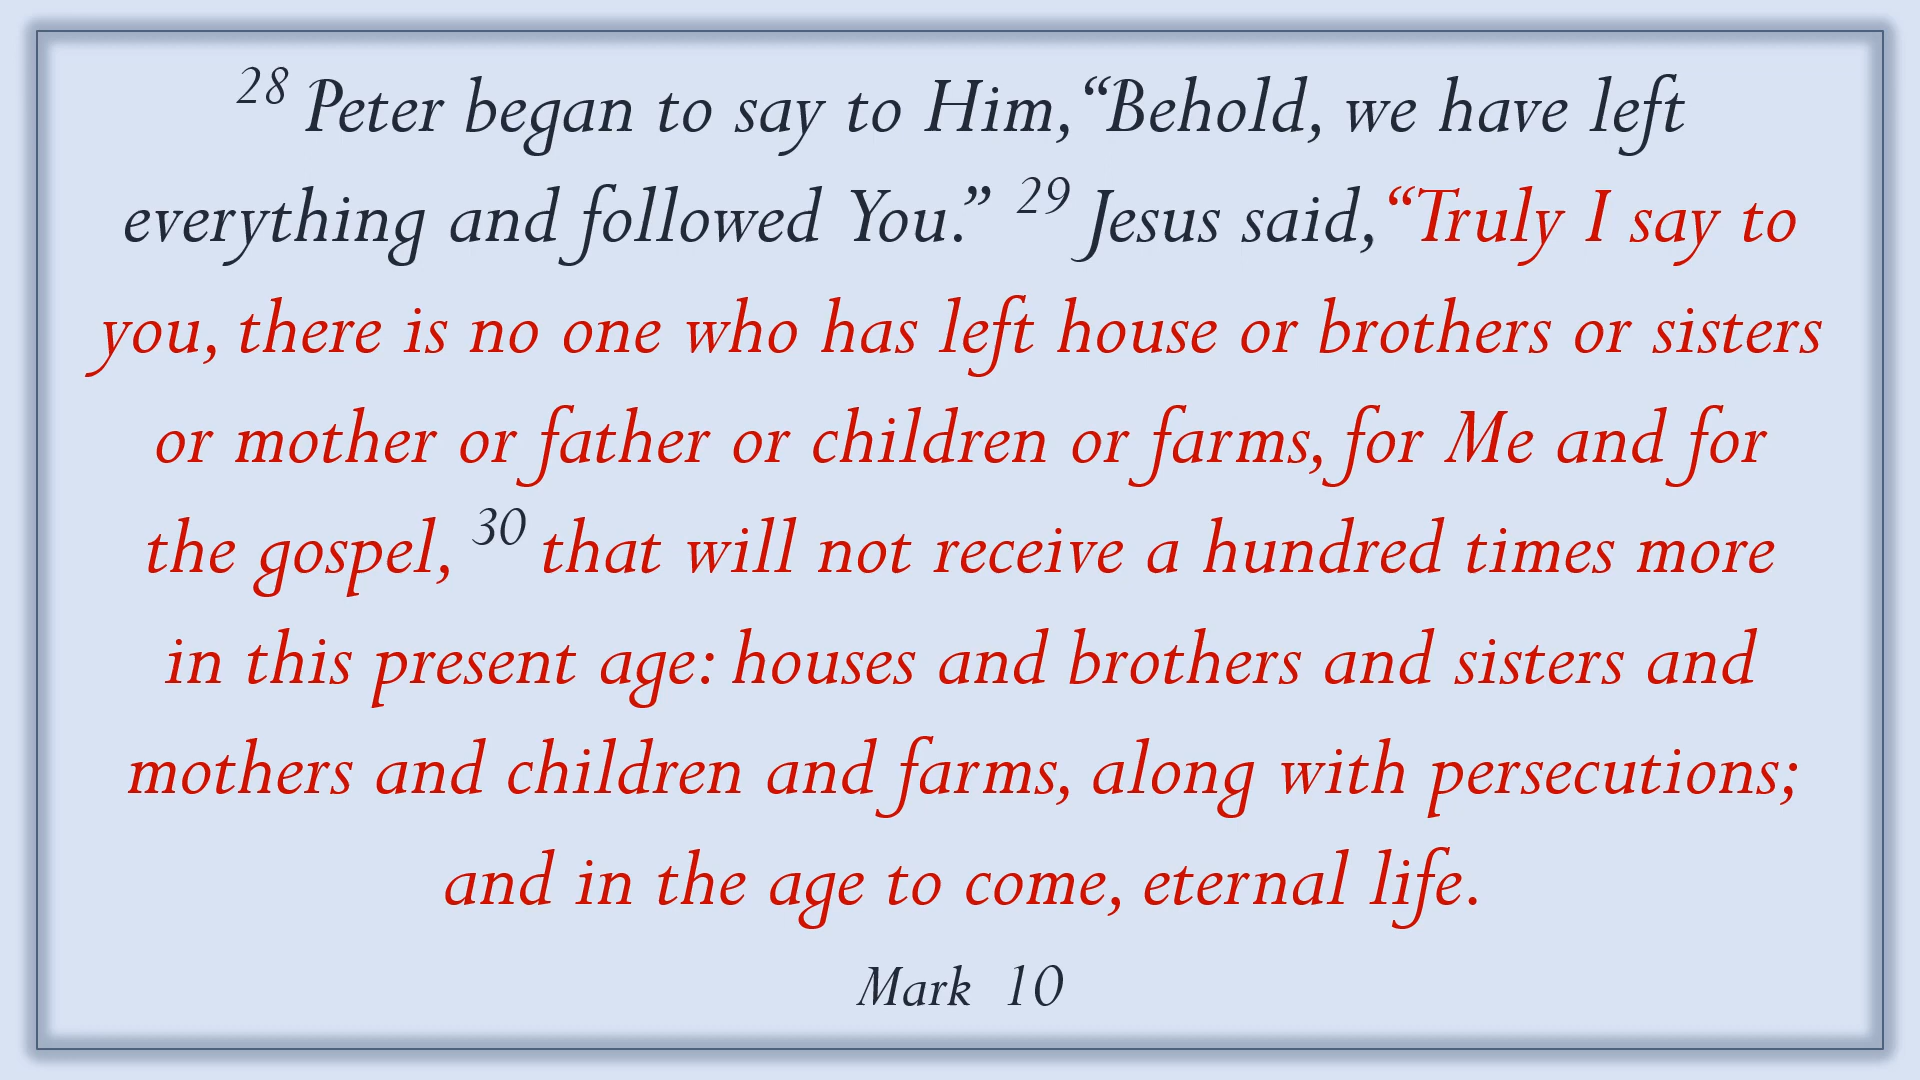 28 Peter began to say to Him, “Behold, we have left
everything and followed You.” 29 Jesus said, “Truly I say to
you, there is no one who has left house or brothers or sisters
or mother or father or children or farms, for Me and for
the gospel, 30 that will not receive a hundred times more
in this present age: houses and brothers and sisters and
mothers and children and farms, along with persecutions;
and in the age to come, eternal life.
Mark 10